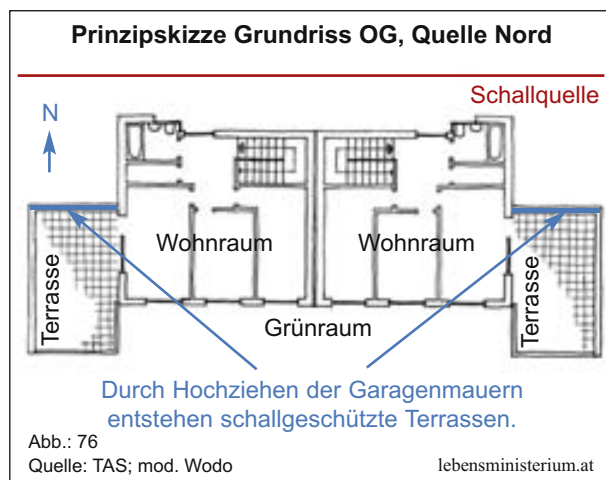 Prinzipskizze Grundriss OG, Quelle Nord
Schallquelle
N
Wohnraum
Wohnraum
Terrasse
Terrasse
Grünraum
Durch Hochziehen der Garagenmauern
entstehen schallgeschützte Terrassen.
Abb.: 76
Quelle: TAS; mod. Wodo
lebensministerium.at